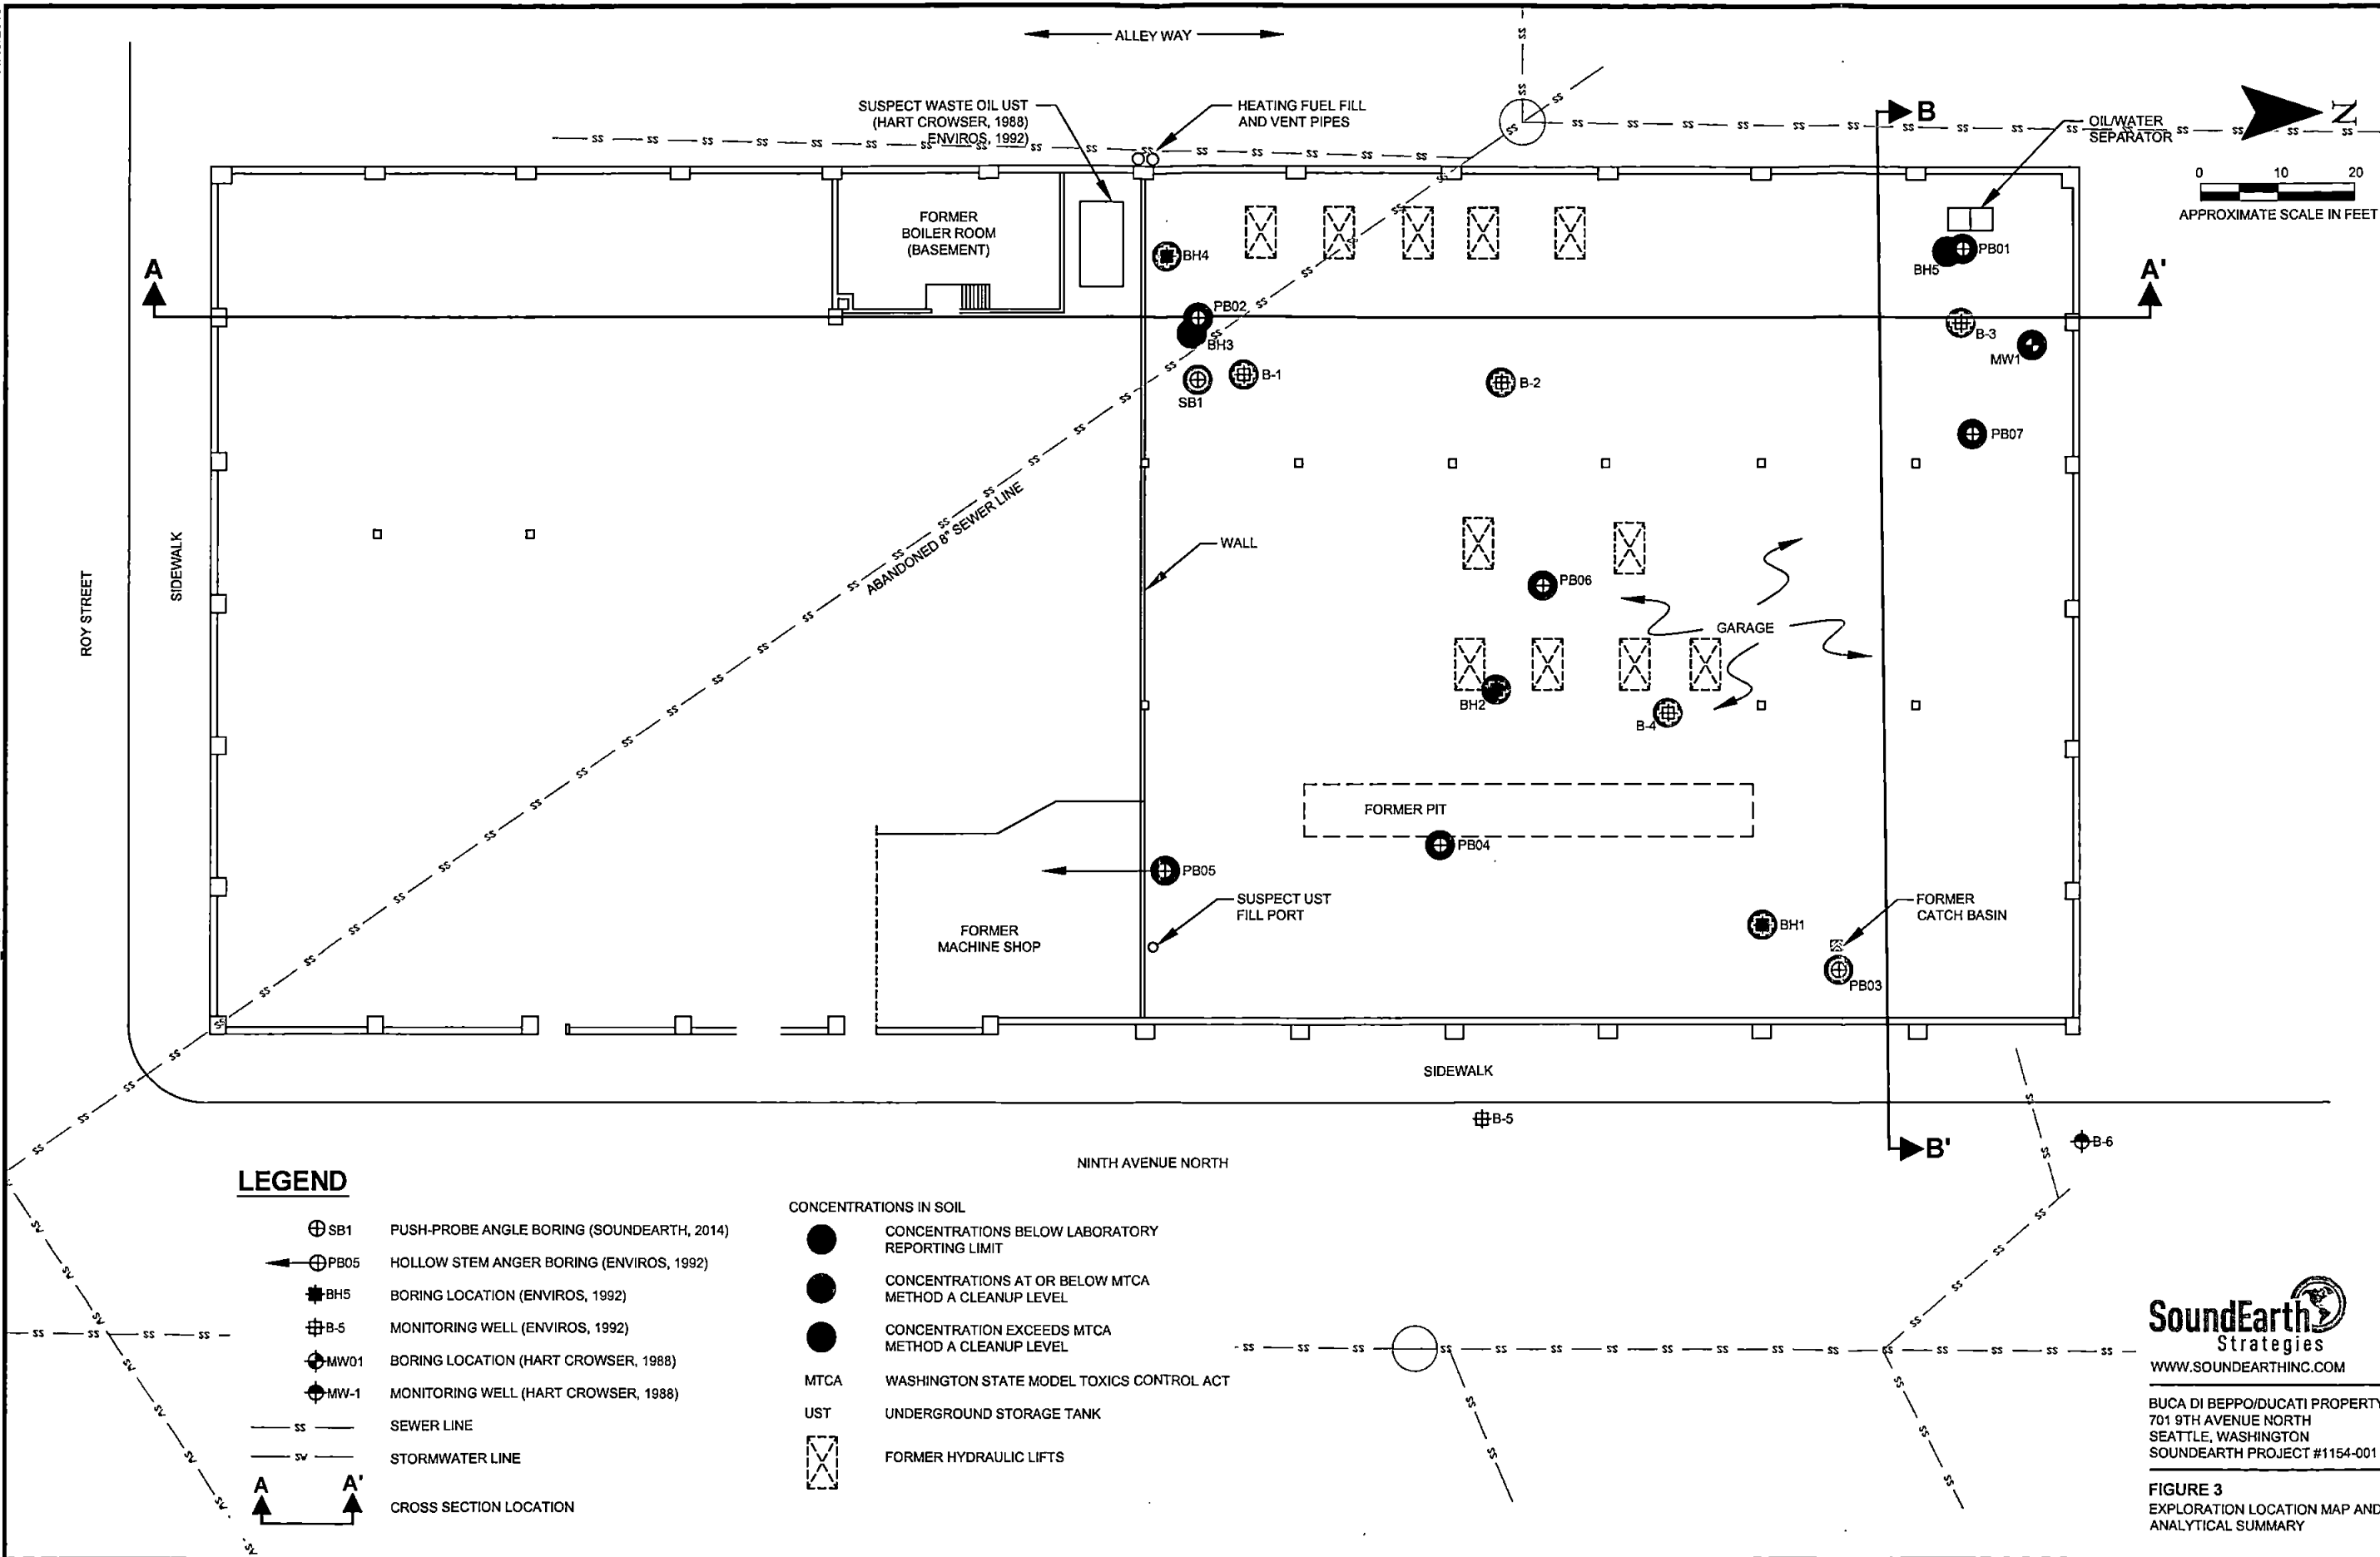 ALLEY WAY
SUSPECT WASTE OIL UST
(HART CROWSER, 1988)
ENVIROS, 1992)
HEATING FUEL FILL
AND VENT PIPES
B
OIL/WATER
SEPARATOR
N
0 10 20
APPROXIMATE SCALE IN FEET
FORMER
BOILER ROOM
(BASEMENT)
A
A'
BH4
PB01
BH5
PB02
BH3
B-3
MW1
B-1
SB1
B-2
PB07
ABANDONED 8" SEWER LINE
ROY STREET
SIDEWALK
WALL
PB06
GARAGE
BH2
B-4
FORMER PIT
PB04
PB05
SUSPECT UST
FILL PORT
FORMER
MACHINE SHOP
BH1
FORMER
CATCH BASIN
PB03
SIDEWALK
B-5
B-6
B'
NINTH AVENUE NORTH
LEGEND
SB1 PUSH-PROBE ANGLE BORING (SOUNDEARTH, 2014)
PB05 HOLLOW STEM ANGER BORING (ENVIROS, 1992)
BH5 BORING LOCATION (ENVIROS, 1992)
B-5 MONITORING WELL (ENVIROS, 1992)
MW01 BORING LOCATION (HART CROWSER, 1988)
MW-1 MONITORING WELL (HART CROWSER, 1988)
SS SEWER LINE
SW STORMWATER LINE
A A' CROSS SECTION LOCATION
CONCENTRATIONS IN SOIL
CONCENTRATIONS BELOW LABORATORY
REPORTING LIMIT
CONCENTRATIONS AT OR BELOW MTCA
METHOD A CLEANUP LEVEL
CONCENTRATION EXCEEDS MTCA
METHOD A CLEANUP LEVEL
MTCA WASHINGTON STATE MODEL TOXICS CONTROL ACT
UST UNDERGROUND STORAGE TANK
FORMER HYDRAULIC LIFTS
SoundEarth
Strategies
WWW.SOUNDEARTHINC.COM
BUCA DI BEPPO/DUCATI PROPERTY
701 9TH AVENUE NORTH
SEATTLE, WASHINGTON
SOUNDEARTH PROJECT #1154-001
FIGURE 3
EXPLORATION LOCATION MAP AND
ANALYTICAL SUMMARY